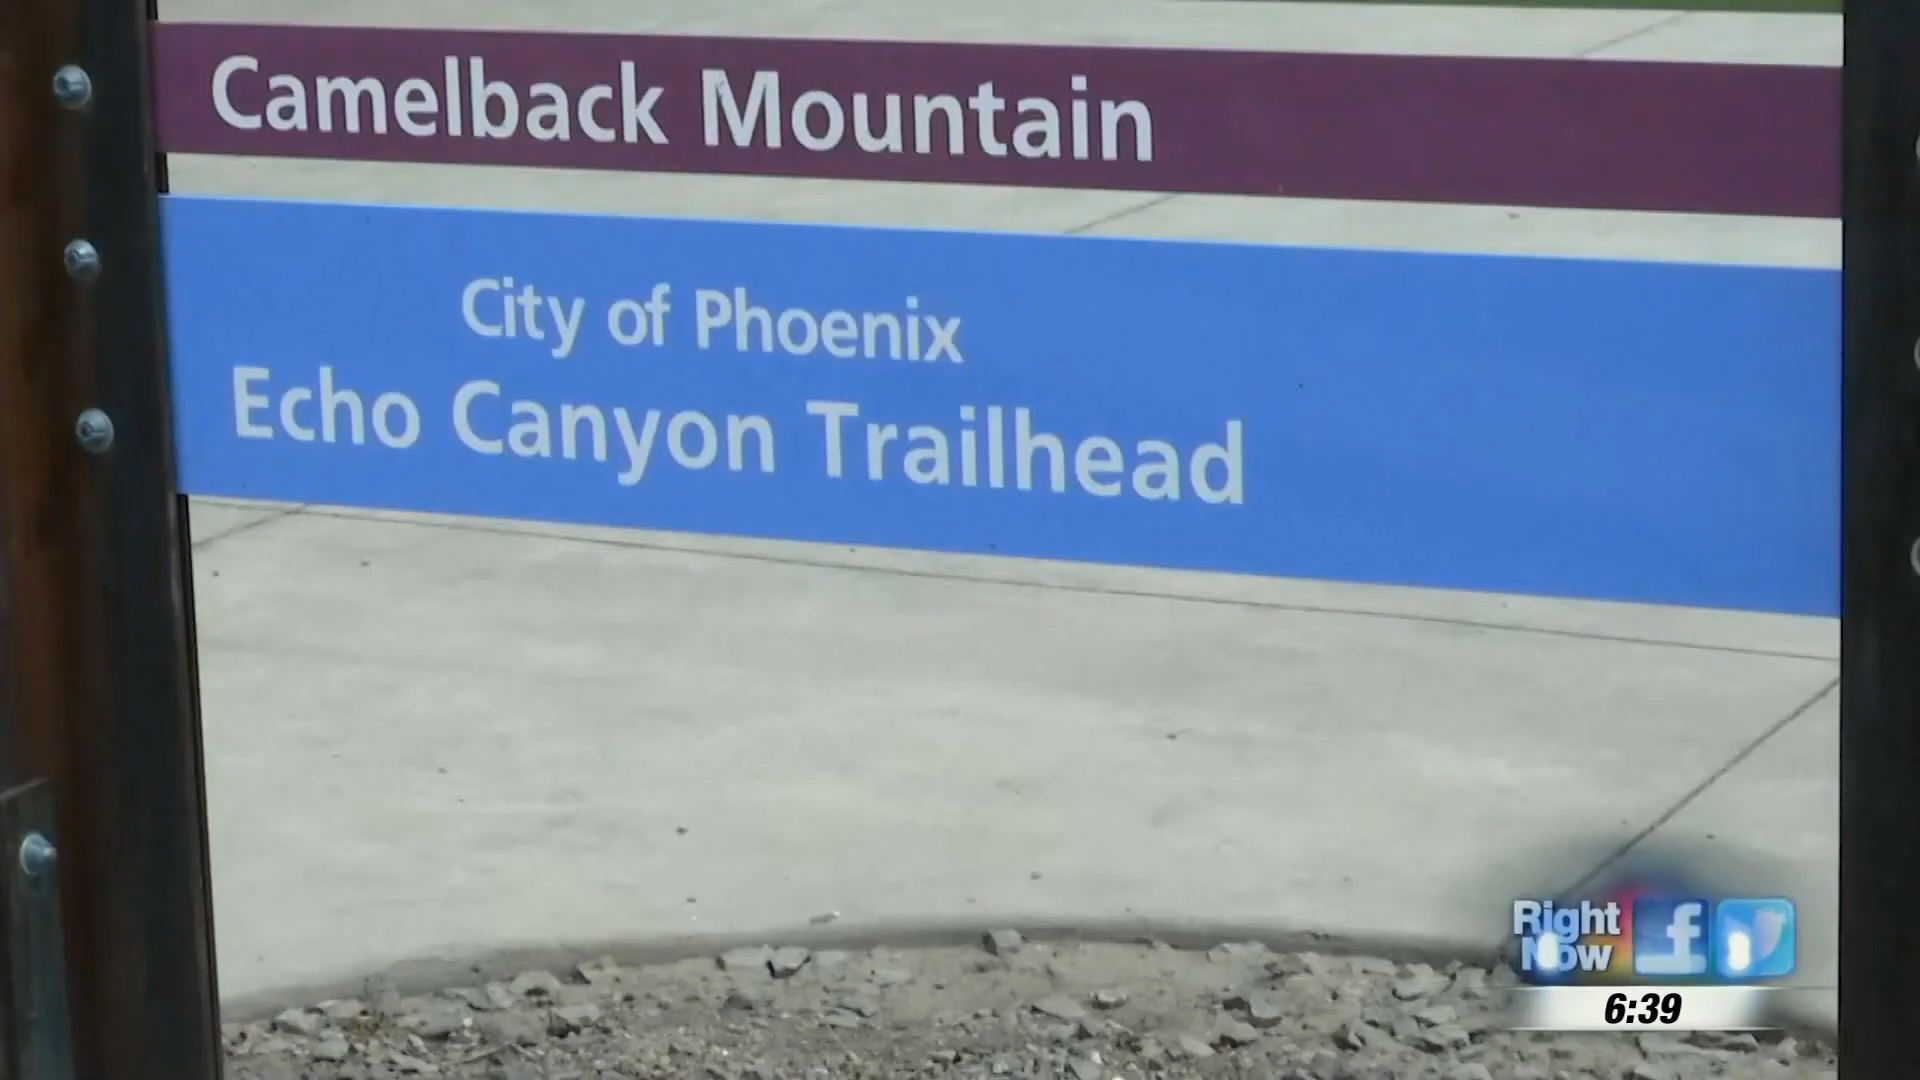 Camelback Mountain
City of Phoenix
Echo Canyon Trailhead
Right
Now
6:39